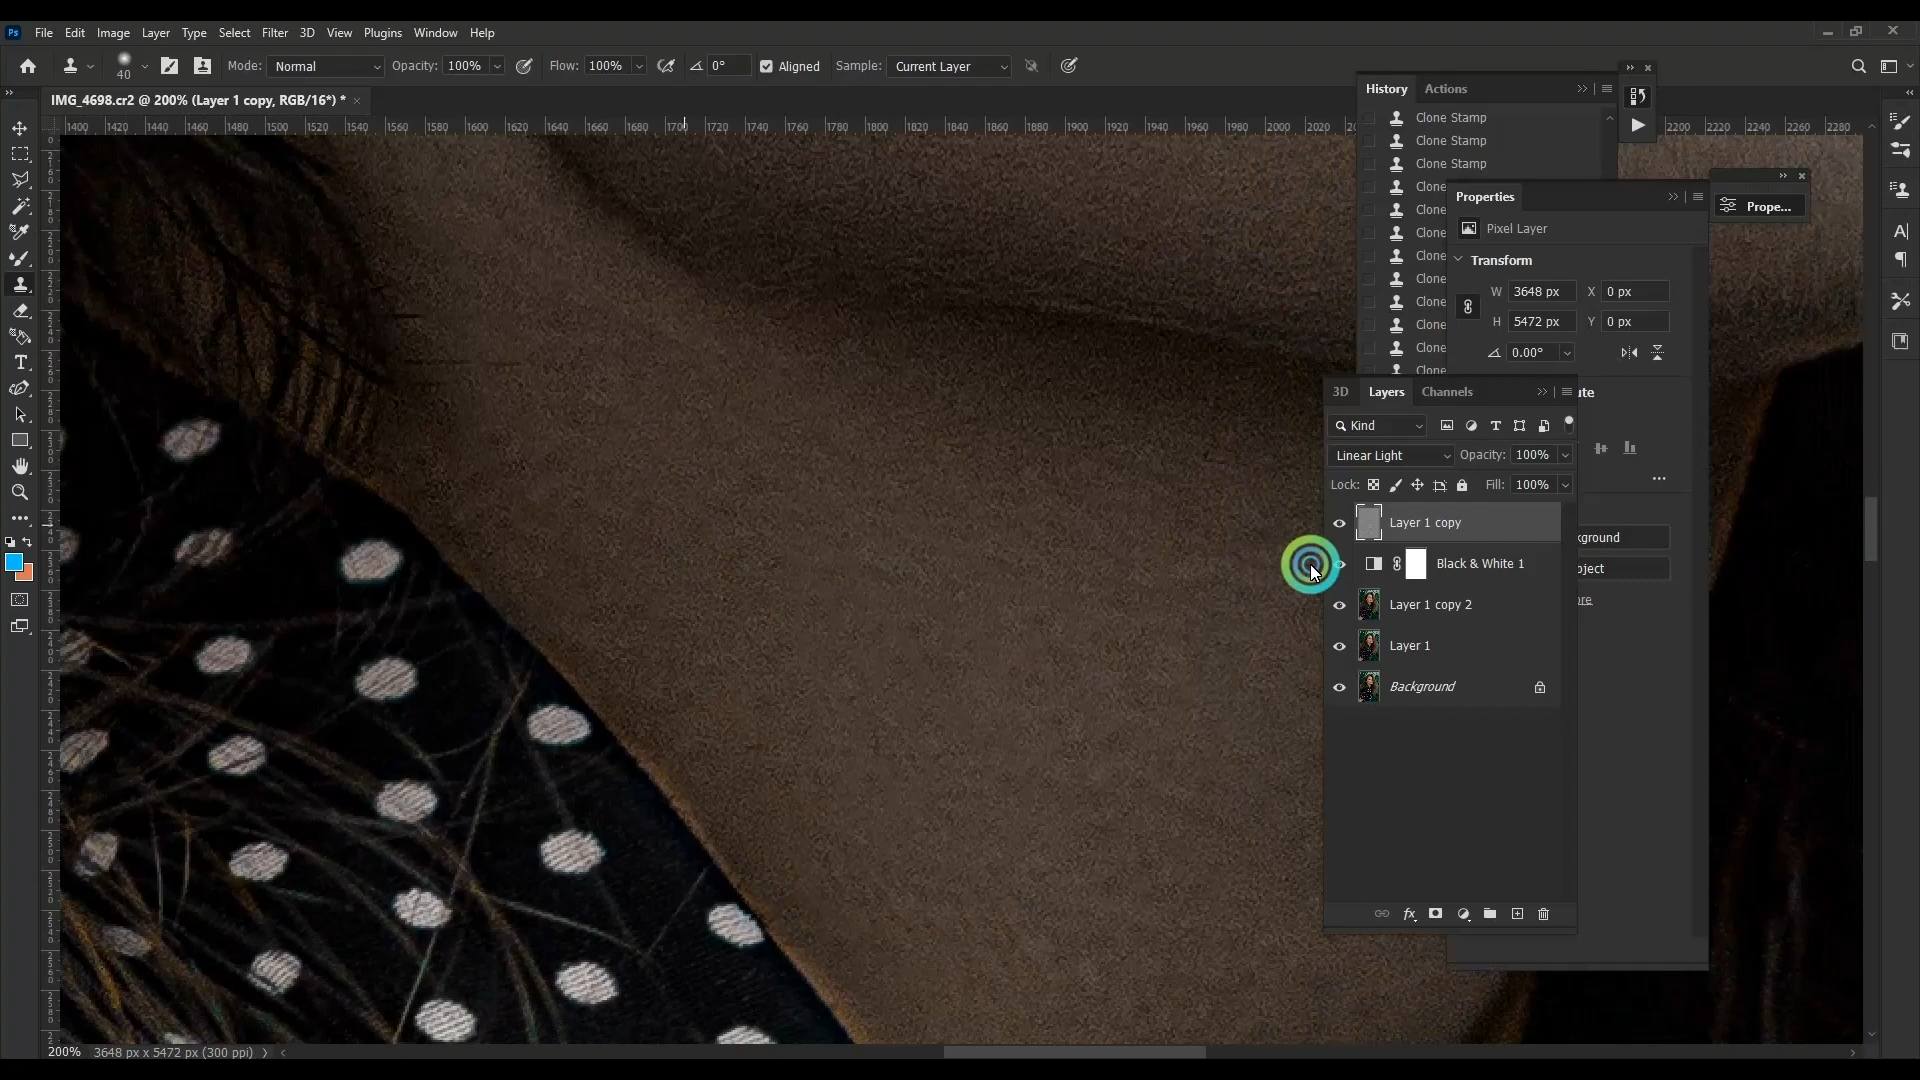 Ps File Edit Image Layer Type Select Filter 3D View Plugins Window Help
40 Mode: Normal Opacity: 100% Flow: 100% 0° Aligned Sample: Current Layer
IMG_4698.cr2 @ 200% (Layer 1 copy, RGB/16*) * ×
1400 1420 1440 1460 1480 1500 1520 1540 1560 1580 1600 1620 1640 1660 1680 1700 1720 1740 1760 1780 1800 1820 1840 1860 1880 1900 1920 1940 1960 1980 2000 2020 2200 2220 2240 2260 2280
History Actions
Clone Stamp
Clone Stamp
Clone Stamp
Clone
Clone
Clone
Clone
Clone
Clone
Clone
Clone
Properties
Prope...
Pixel Layer
Transform
W 3648 px X 0 px
H 5472 px Y 0 px
0.00°
3D Layers Channels
ute
Kind
Linear Light Opacity: 100%
Lock: Fill: 100%
Layer 1 copy
kground
Black & White 1
ject
Layer 1 copy 2
re
Layer 1
Background
fx
200% 3648 px x 5472 px (300 ppi)